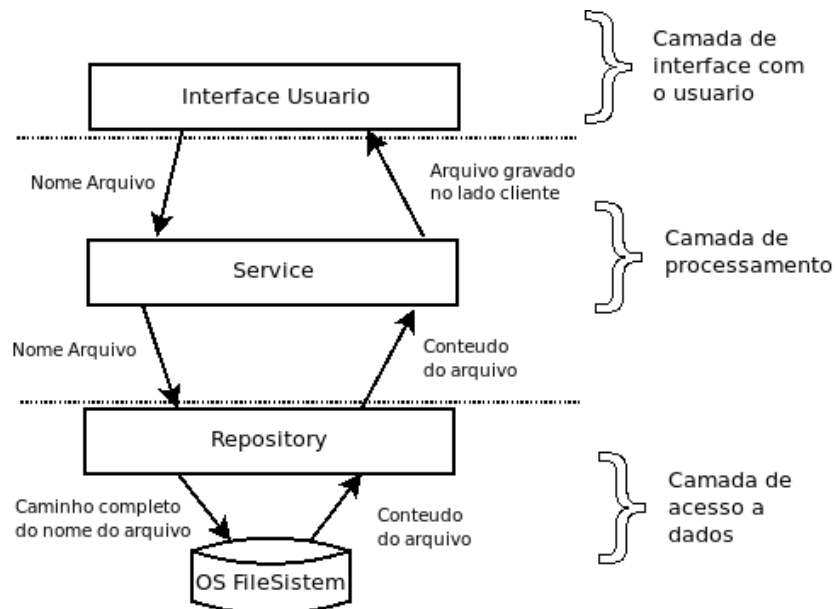 Camada de
interface com
o usuario
Interface Usuario
Nome Arquivo
Arquivo gravado
no lado cliente
Service
Camada de
processamento
Nome Arquivo
Conteudo
do arquivo
Repository
Camada de
acesso a
dados
Caminho completo
do nome do arquivo
Conteudo
do arquivo
OS FileSistem